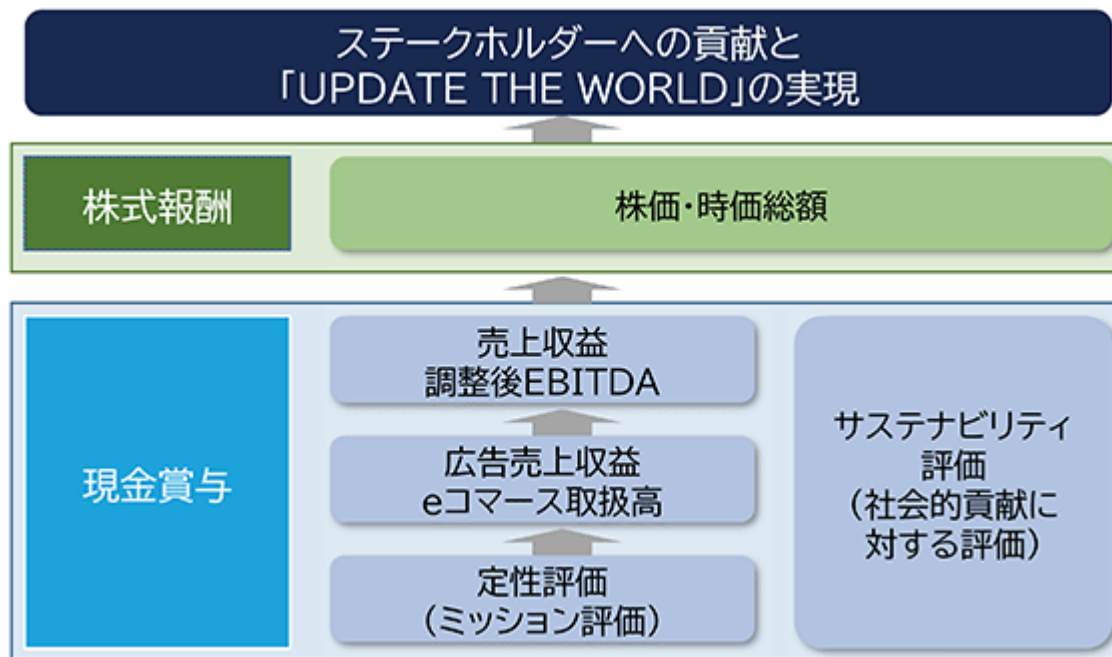 ステークホルダーへの貢献と
「UPDATE THE WORLD」の実現
株式報酬
株価・時価総額
現金賞与
売上収益
調整後EBITDA
広告売上収益
eコマース取扱高
定性評価
(ミッション評価)
サステナビリティ
評価
(社会的貢献に
対する評価)